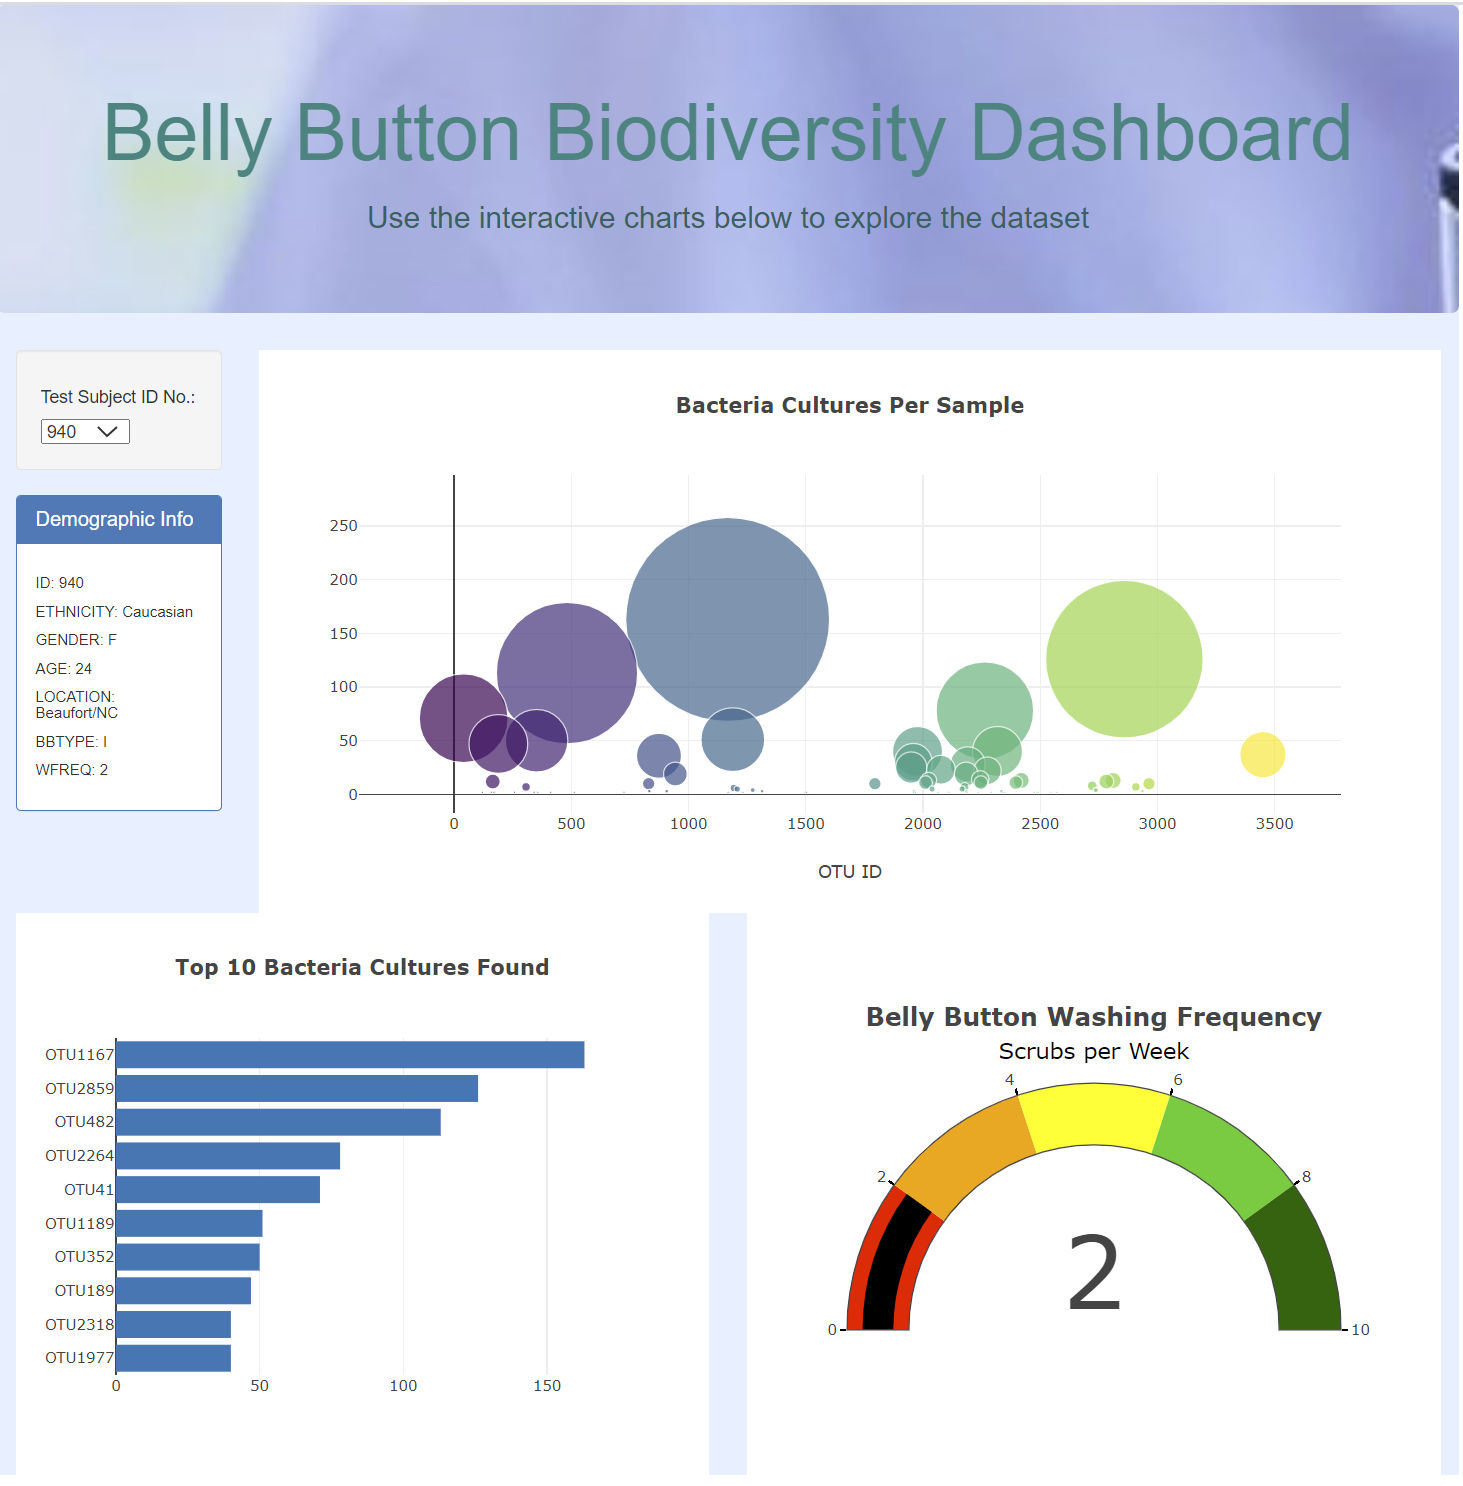 Belly Button Biodiversity Dashboard
Use the interactive charts below to explore the dataset
Test Subject ID No.:
940
Demographic Info
ID: 940
ETHNICITY: Caucasian
GENDER: F
AGE: 24
LOCATION:
Beaufort/NC
BBTYPE: I
WFREQ: 2
Bacteria Cultures Per Sample
250
200
150
100
50
0
0 500 1000 1500 2000 2500 3000 3500
OTU ID
Top 10 Bacteria Cultures Found
OTU1167
OTU2859
OTU482
OTU2264
OTU41
OTU1189
OTU352
OTU189
OTU2318
OTU1977
0 50 100 150
Belly Button Washing Frequency
Scrubs per Week
4 6
2 8
2
0 10